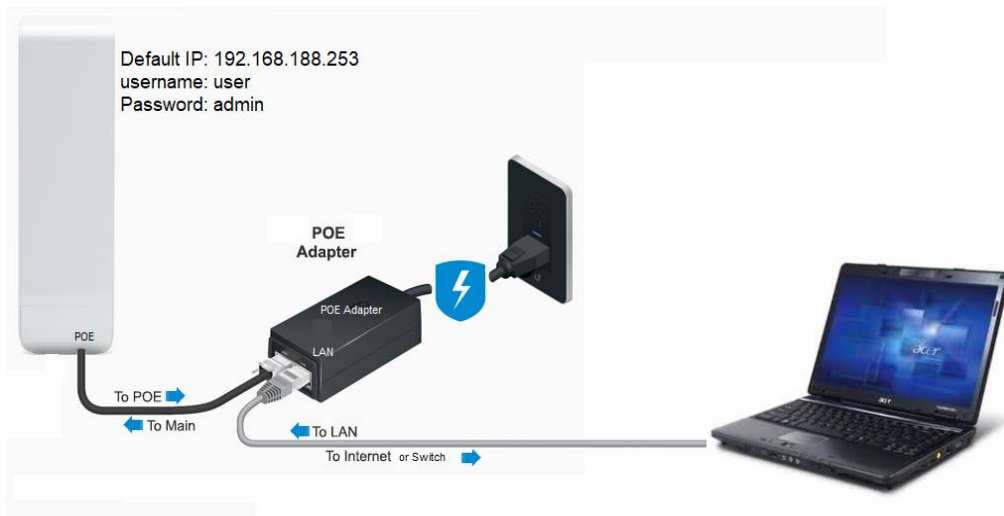 Default IP: 192.168.188.253
username: user
Password: admin
POE
Adapter
POE Adapter
LAN
POE
To POE
To Main
To LAN
To Internet or Switch
acer
acer